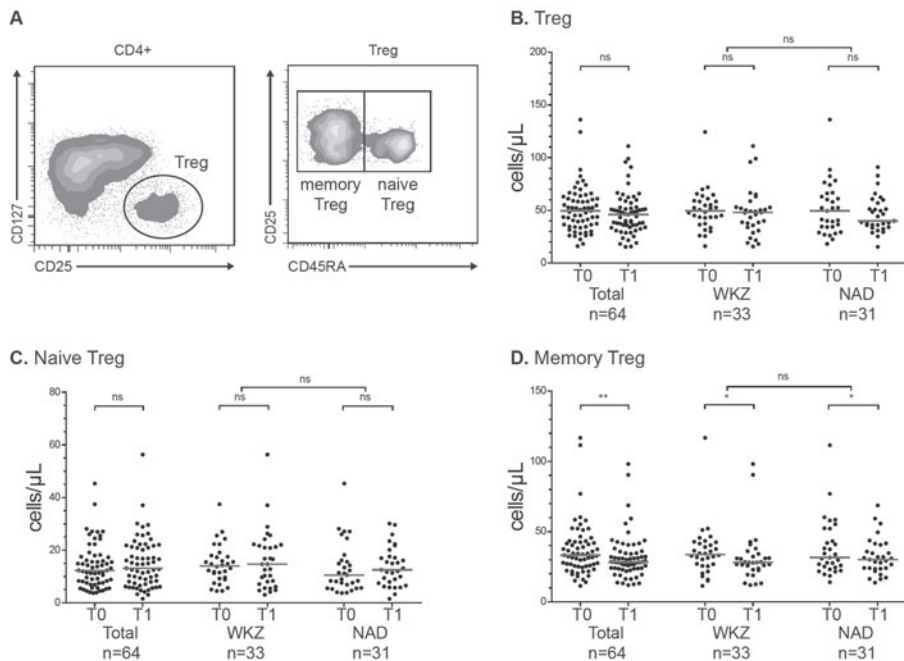 A
CD4+
CD127
CD25
Treg
Treg
CD25
CD45RA
memory
Treg
naive
Treg
B. Treg
cells/µL
200
150
100
50
0
ns
ns
ns
ns
T0 T1 T0 T1 T0 T1
Total WKZ NAD
n=64 n=33 n=31
C. Naive Treg
cells/µL
80
60
40
20
0
ns
ns
ns
ns
T0 T1 T0 T1 T0 T1
Total WKZ NAD
n=64 n=33 n=31
D. Memory Treg
cells/µL
150
100
50
0
ns
**
*
*
T0 T1 T0 T1 T0 T1
Total WKZ NAD
n=64 n=33 n=31